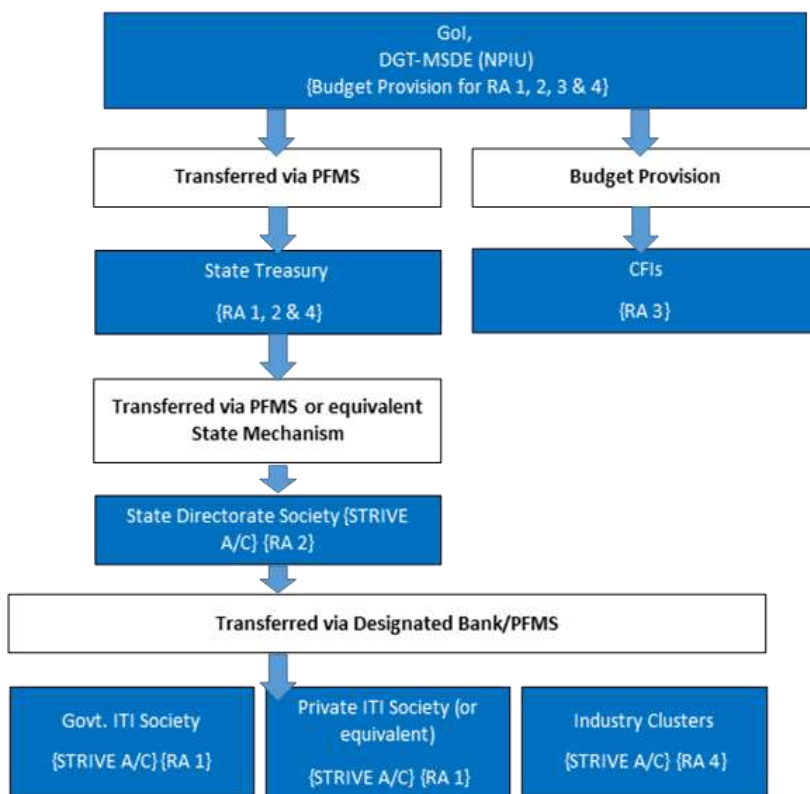 GoI,
DGT-MSDE (NPIU)
{Budget Provision for RA 1, 2, 3 & 4}
Transferred via PFMS
Budget Provision
State Treasury
{RA 1, 2 & 4}
CFIs
{RA 3}
Transferred via PFMS or equivalent
State Mechanism
State Directorate Society {STRIVE
A/C} {RA 2}
Transferred via Designated Bank/PFMS
Govt. ITI Society
{STRIVE A/C} {RA 1}
Private ITI Society (or
equivalent)
{STRIVE A/C} {RA 1}
Industry Clusters
{STRIVE A/C} {RA 4}